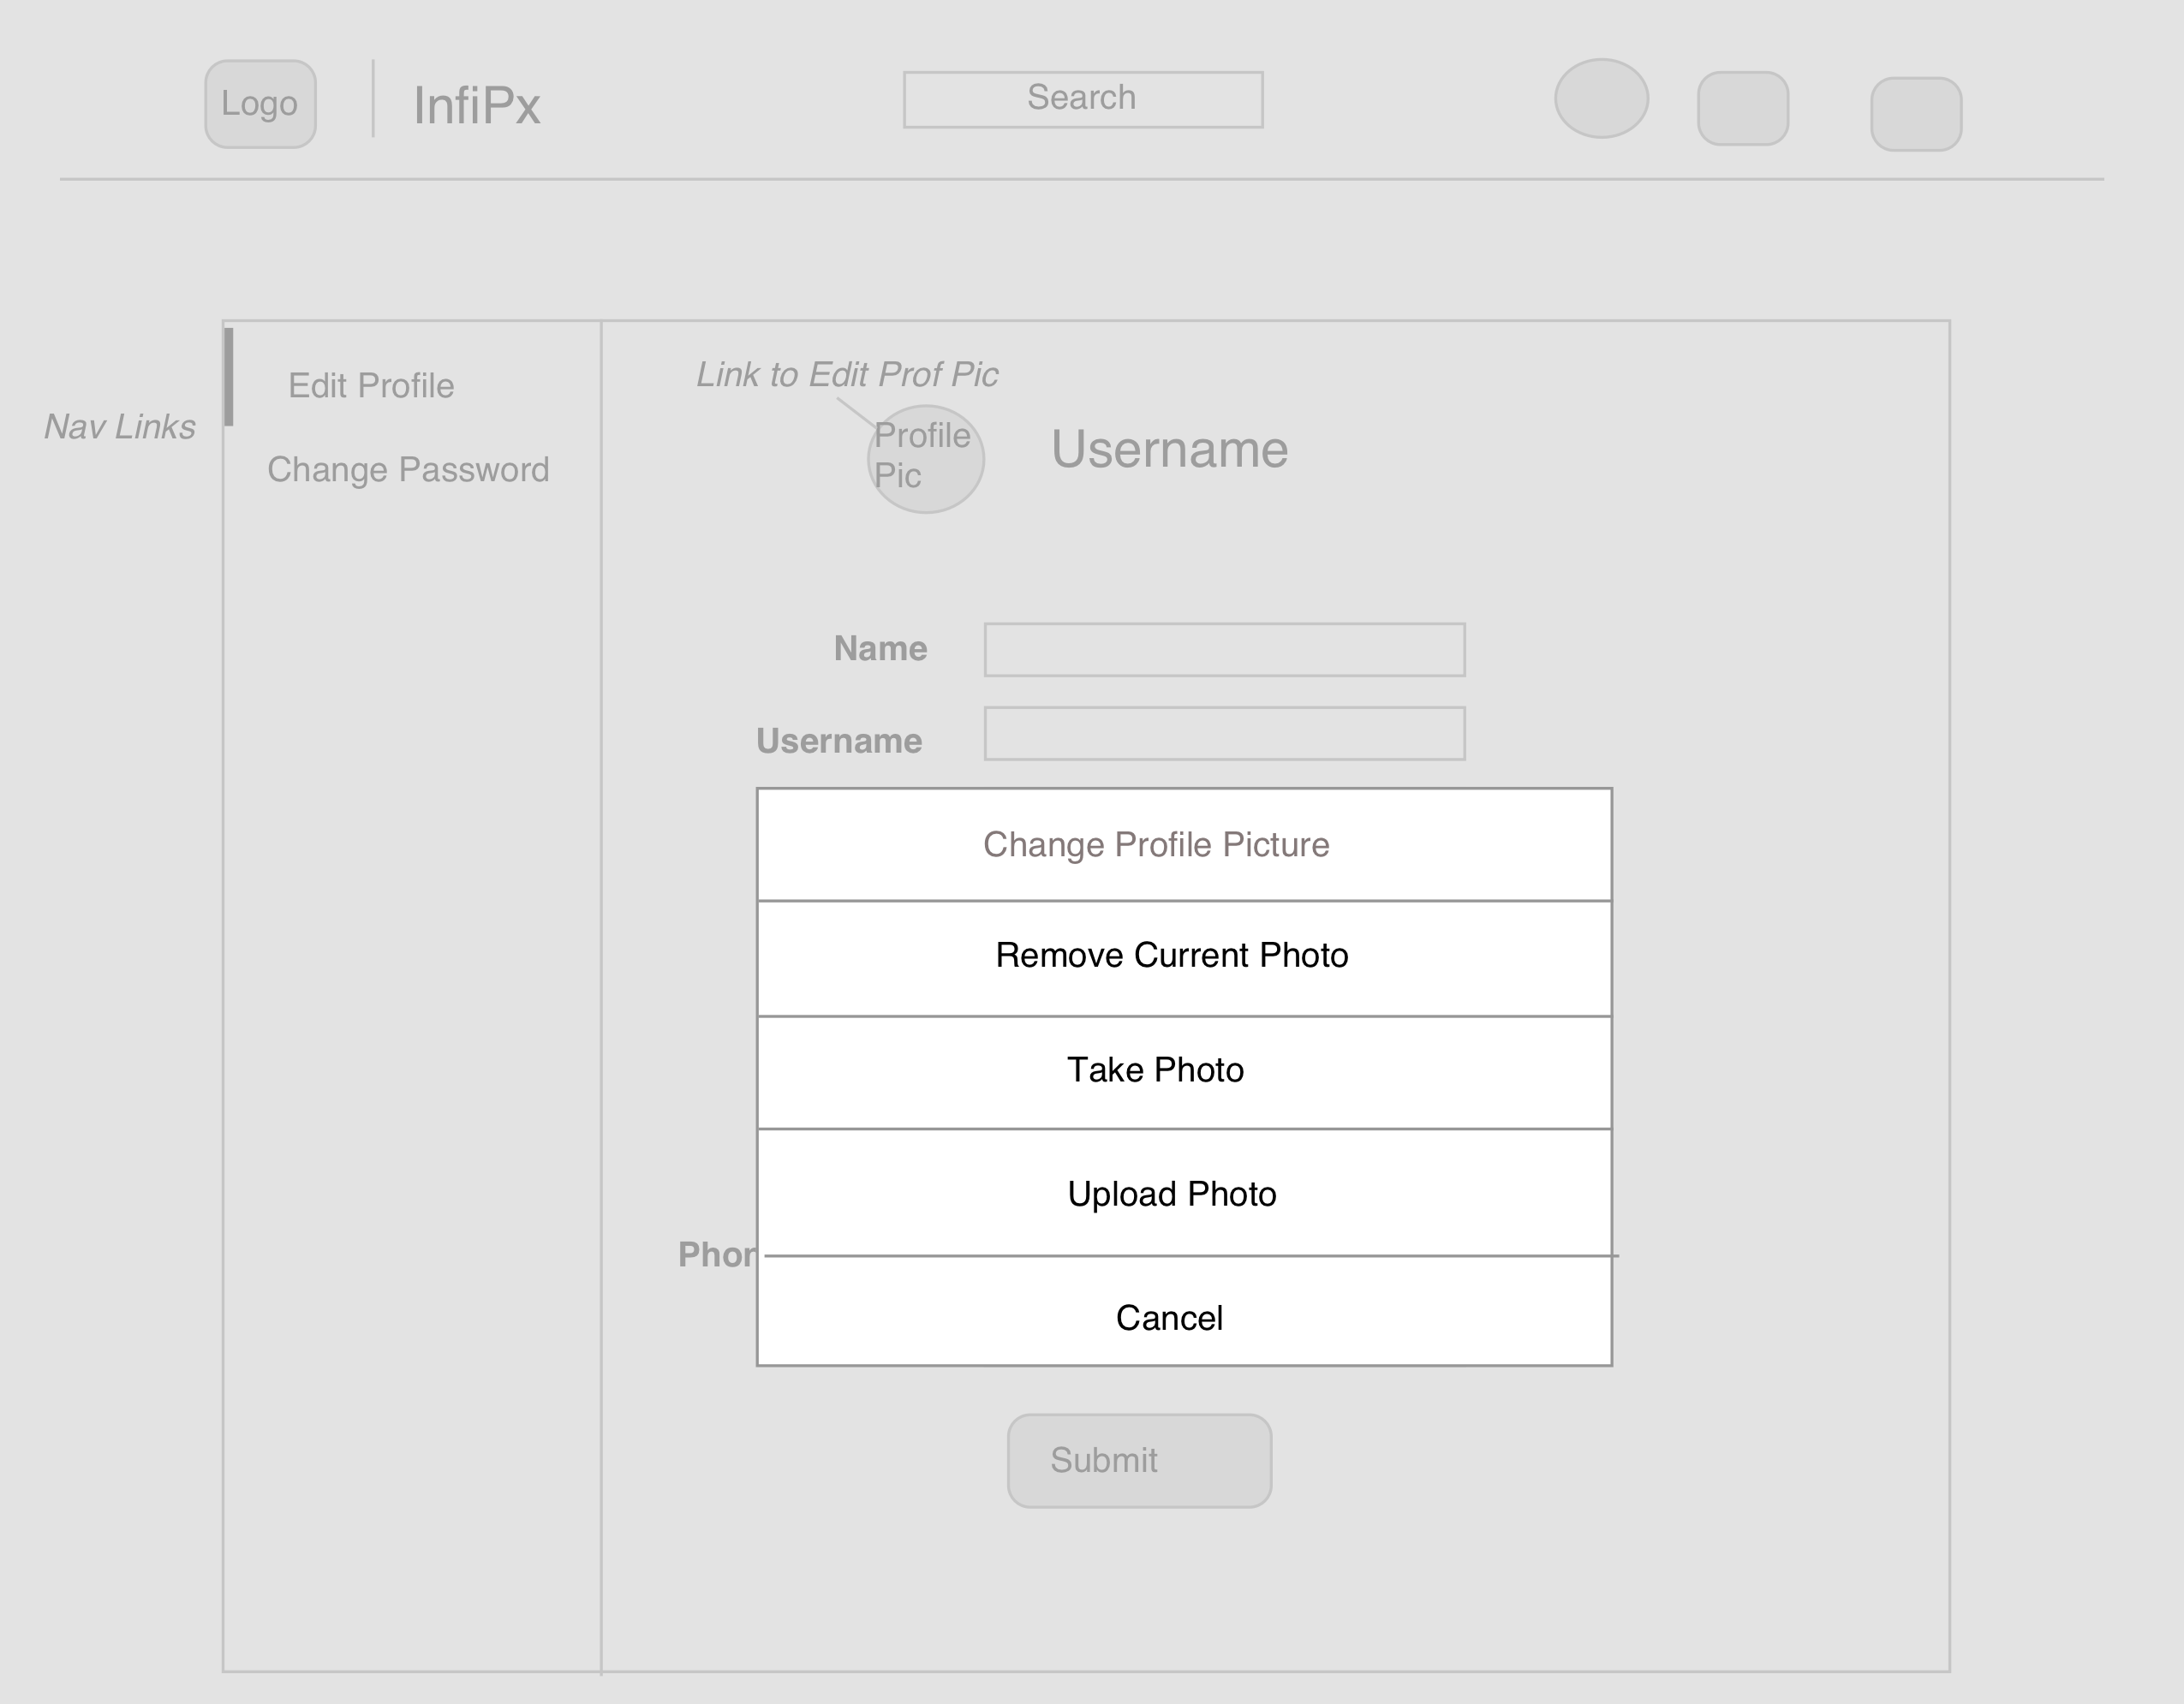 Logo
InfiPx
Search
Nav Links
Edit Profile
Change Password
Link to Edit Prof Pic
Profile
Pic
Username
Name
Username
Change Profile Picture
Remove Current Photo
Take Photo
Upload Photo
Cancel
Submit